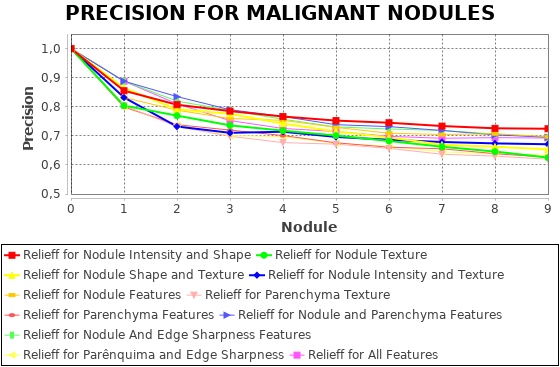 PRECISION FOR MALIGNANT NODULES
1,0
0,9
0,8
0,7
0,6
0,5
Precision
0 1 2 3 4 5 6 7 8 9
Nodule
Relieff for Nodule Intensity and Shape Relieff for Nodule Texture
Relieff for Nodule Shape and Texture Relieff for Nodule Intensity and Texture
Relieff for Nodule Features Relieff for Parenchyma Texture
Relieff for Parenchyma Features Relieff for Nodule and Parenchyma Features
Relieff for Nodule And Edge Sharpness Features
Relieff for Parênquima and Edge Sharpness Relieff for All Features